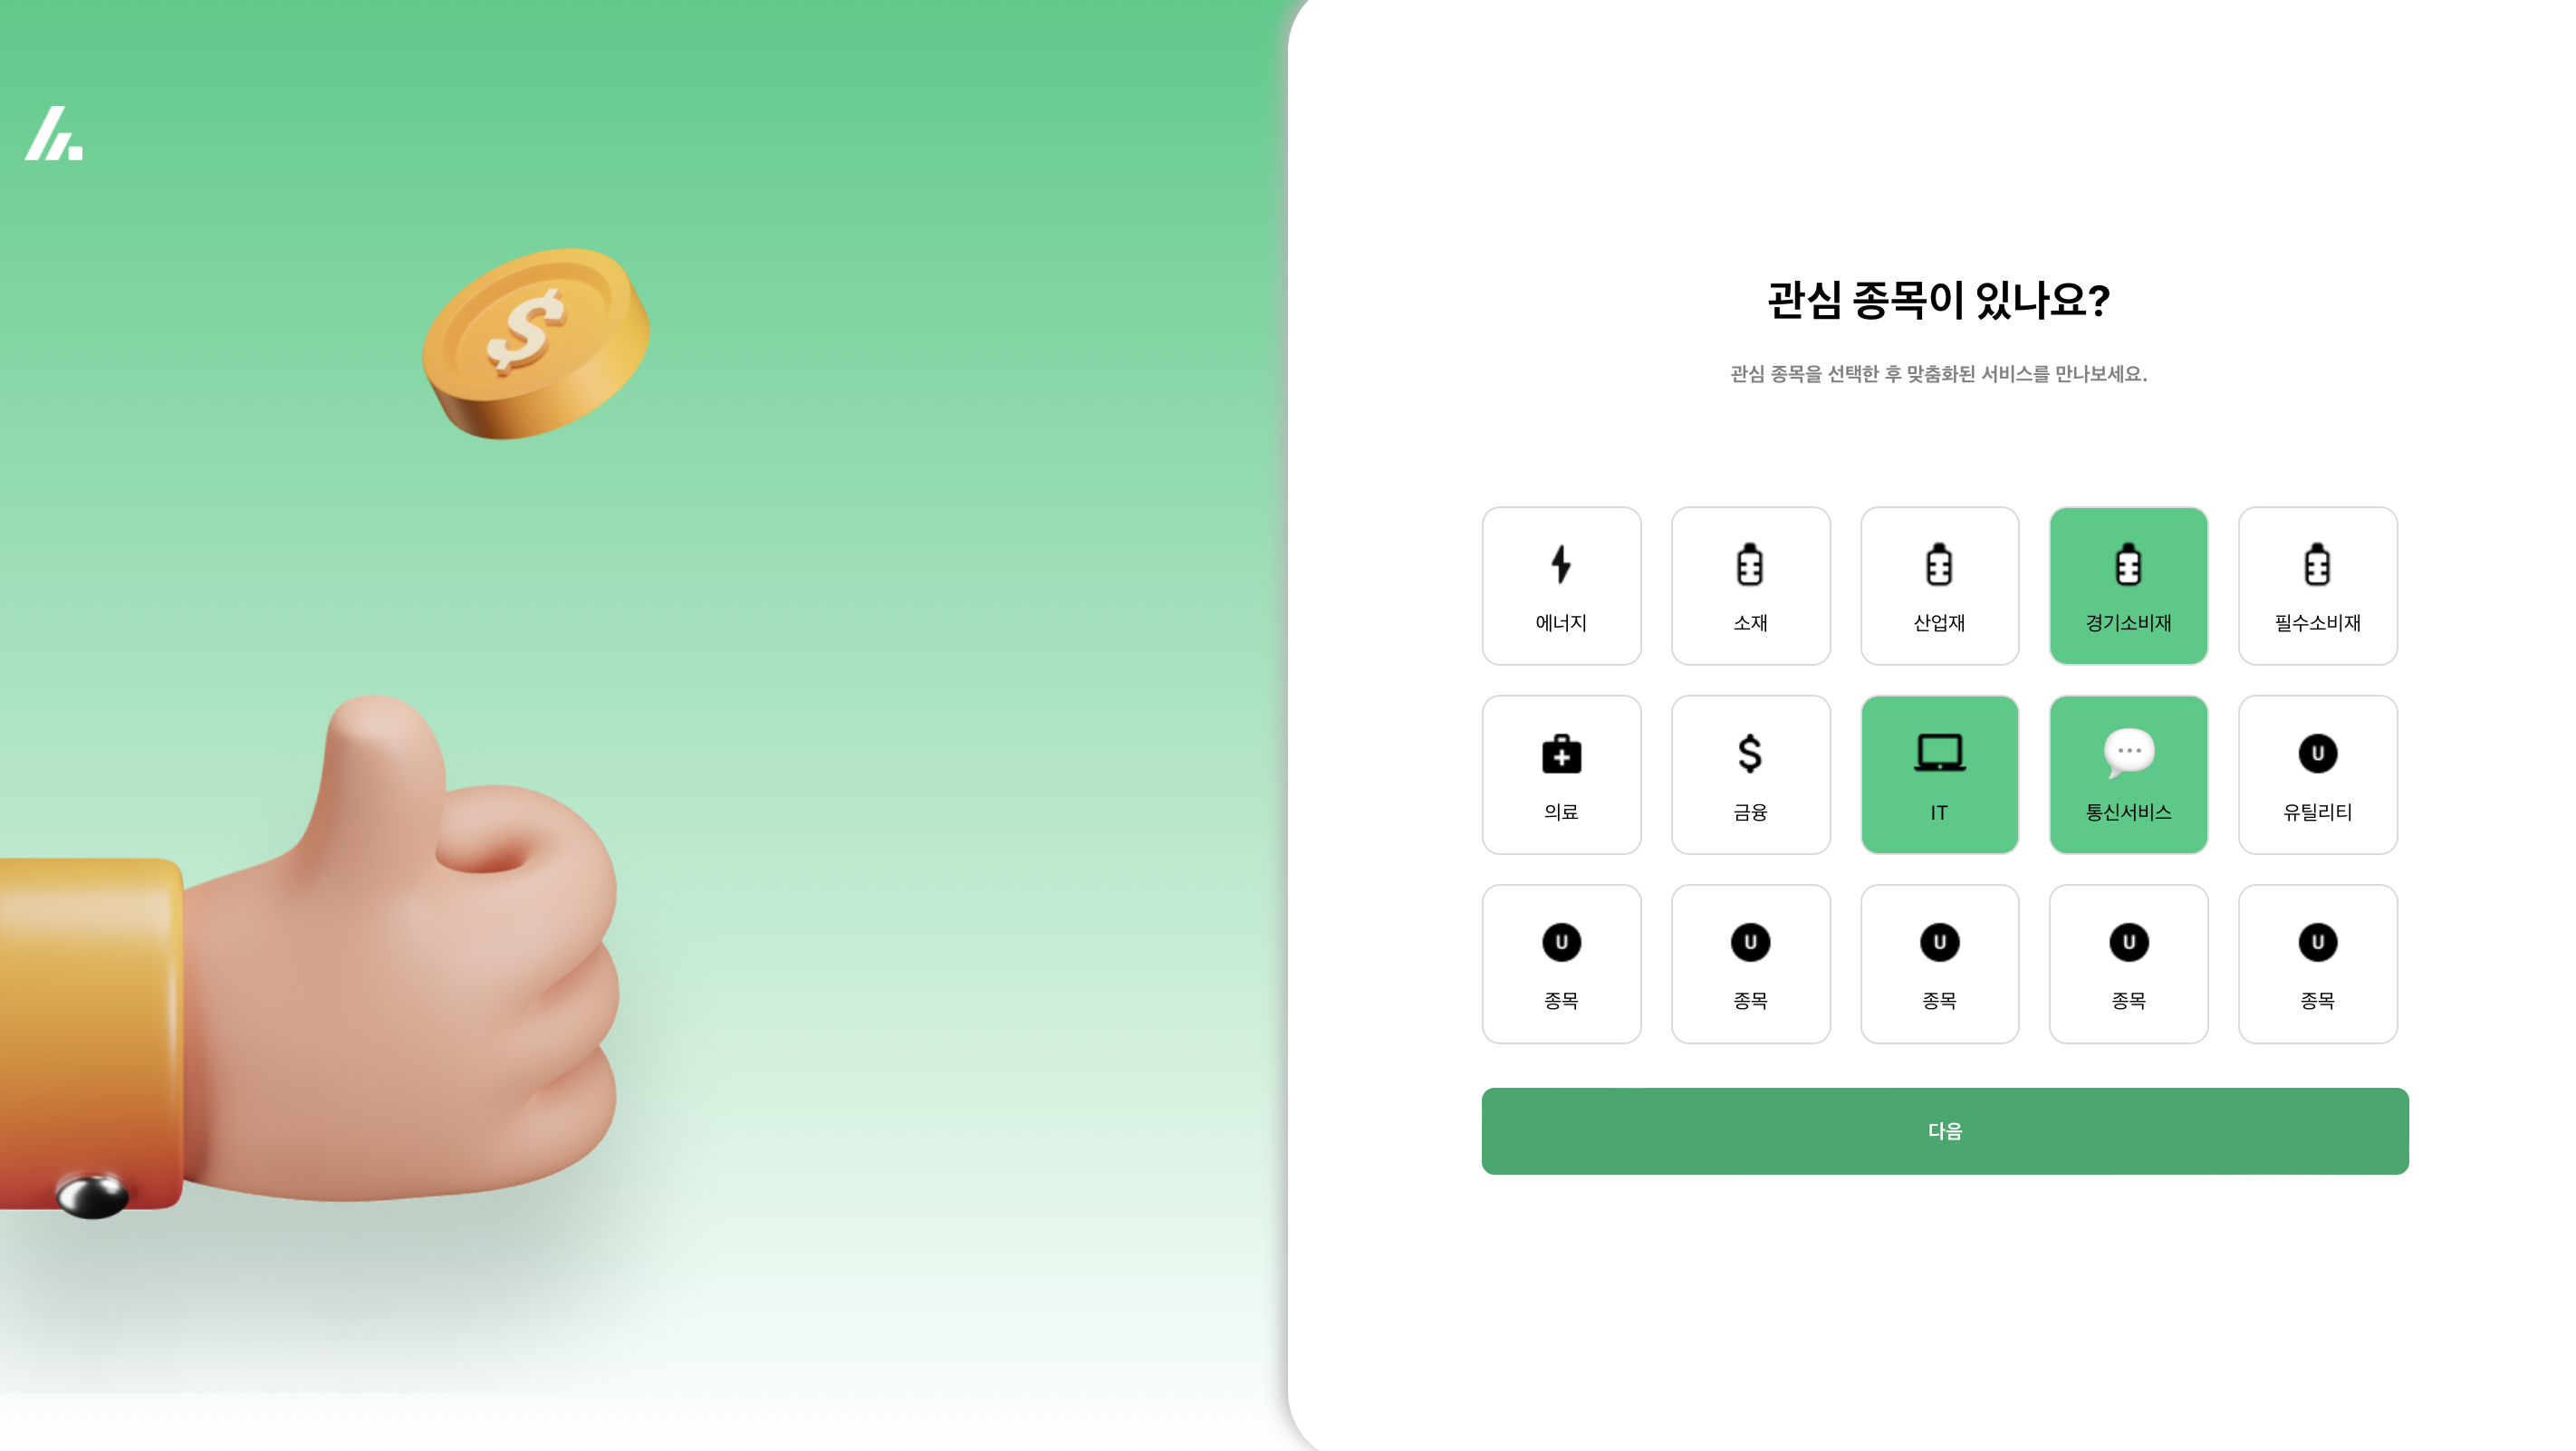 $
관심 종목이 있나요?
관심 종목을 선택한 후 맞춤화된 서비스를 만나보세요.
에너지
소재
산업재
경기소비재
필수소비재
$
U
의료
금융
IT
통신서비스
유틸리티
U
U
U
U
U
종목
종목
종목
종목
종목
다음